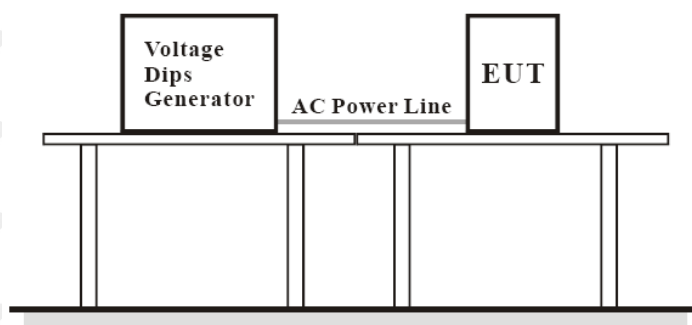 Voltage
Dips
Generator
AC Power Line
EUT